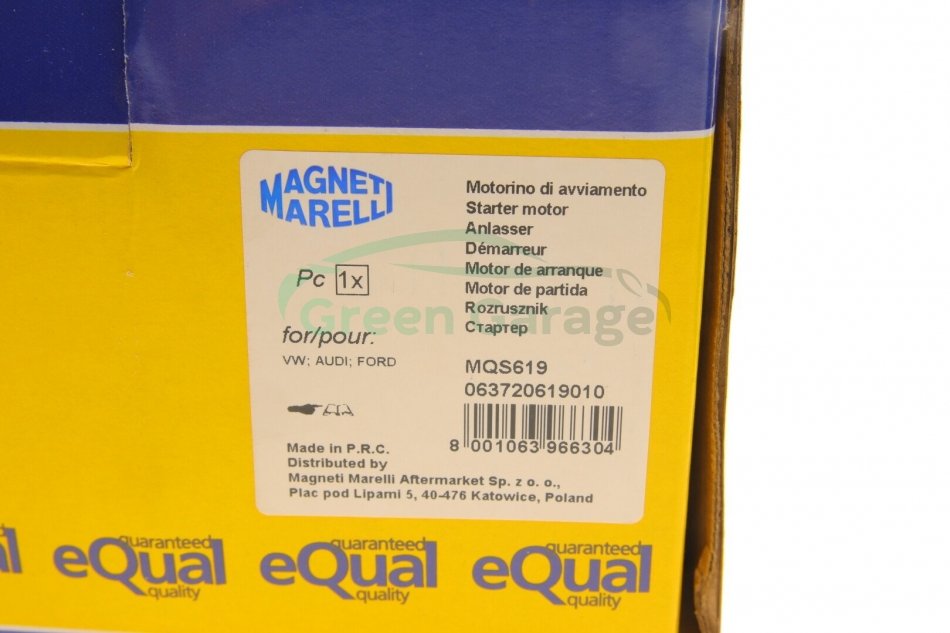 MAGNETI
MARELLI
Pc 1x
for/pour:
VW; AUDI; FORD
Motorino di avviamento
Starter motor
Anlasser
Démarreur
Motor de arranque
Motor de partida
Rozrusznik
Стартер
MQS619
063720619010
8 001063 966304
Made in P.R.C.
Distributed by
Magneti Marelli Aftermarket Sp. z o. o.,
Plac pod Lipami 5, 40-476 Katowice, Poland
Green Garage
guaranteed
eQual
quality
guaranteed
eQual
quality
guaranteed
eQual
quality